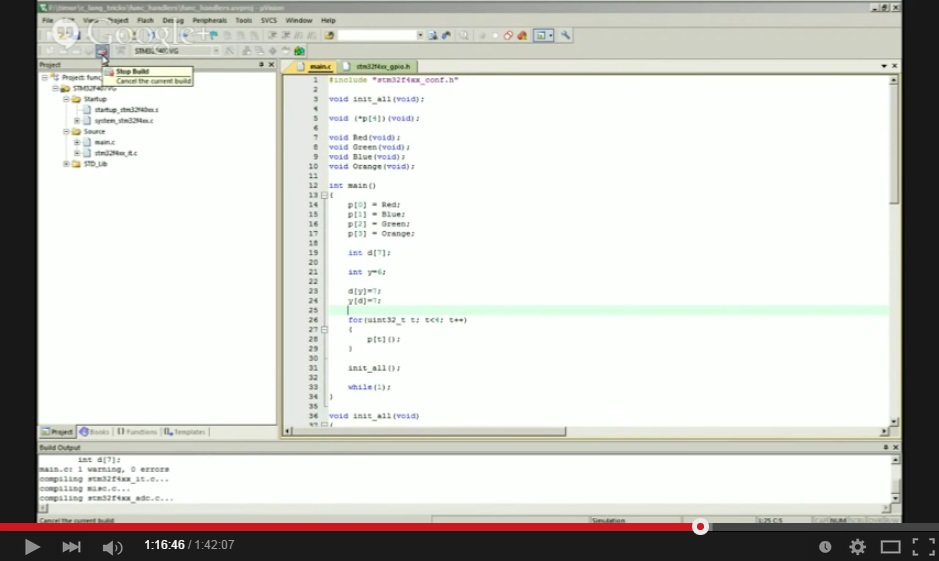 E:\timur\c_lang_tricks\func_handlers\func_handlers.uvproj - µVision
File Edit View Project Flash Debug Peripherals Tools SVCS Window Help
Google+
STM32F407VG
Stop Build
Cancel the current build
Project
main.c stm32f4xx_gpio.h
Project: func
STM32F407VG
Startup
startup_stm32f40xx.s
system_stm32f4xx.c
Source
main.c
stm32f4xx_it.c
STD_Lib
1 #include "stm32f4xx_conf.h"
2
3 void init_all(void);
4
5 void (*p[4])(void);
6
7 void Red(void);
8 void Green(void);
9 void Blue(void);
10 void Orange(void);
11
12 int main()
13 {
14 p[0] = Red;
15 p[1] = Blue;
16 p[2] = Green;
17 p[3] = Orange;
18
19 int d[7];
20
21 int y=6;
22
23 d[y]=7;
24 y[d]=7;
25
26 for(uint32_t t; t<4; t++)
27 {
28 p[t]();
29 }
30
31 init_all();
32
33 while(1);
34 }
35
36 void init_all(void)
37 {
Project Books {} Functions Templates
Build Output
int d[7];
main.c: 1 warning, 0 errors
compiling stm32f4xx_it.c...
compiling misc.c...
compiling stm32f4xx_adc.c...
Cancel the current build Simulation L:25 C:5 CAP NUM SCRL OVR R/W
1:16:46 / 1:42:07